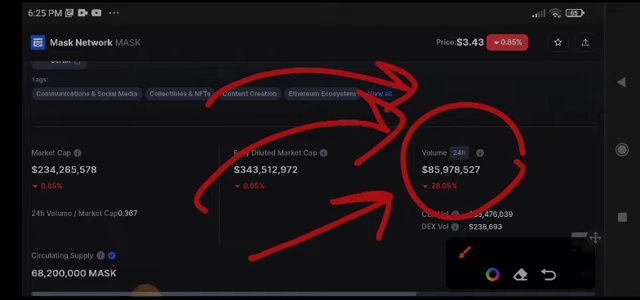 6:25 PM
Mask Network MASK
Price:$3.43 0.85%
Tags:
Communications & Social Media Collectibles & NFTs Content Creation Ethereum Ecosystem View all
Market Cap Fully Diluted Market Cap Volume 24h
$234,265,578 $343,512,972 $85,978,527
0.85% 0.85% 28.05%
24h Volume / Market Cap 0.367
CEX Vol
DEX Vol $238,693
Circulating Supply
68,200,000 MASK